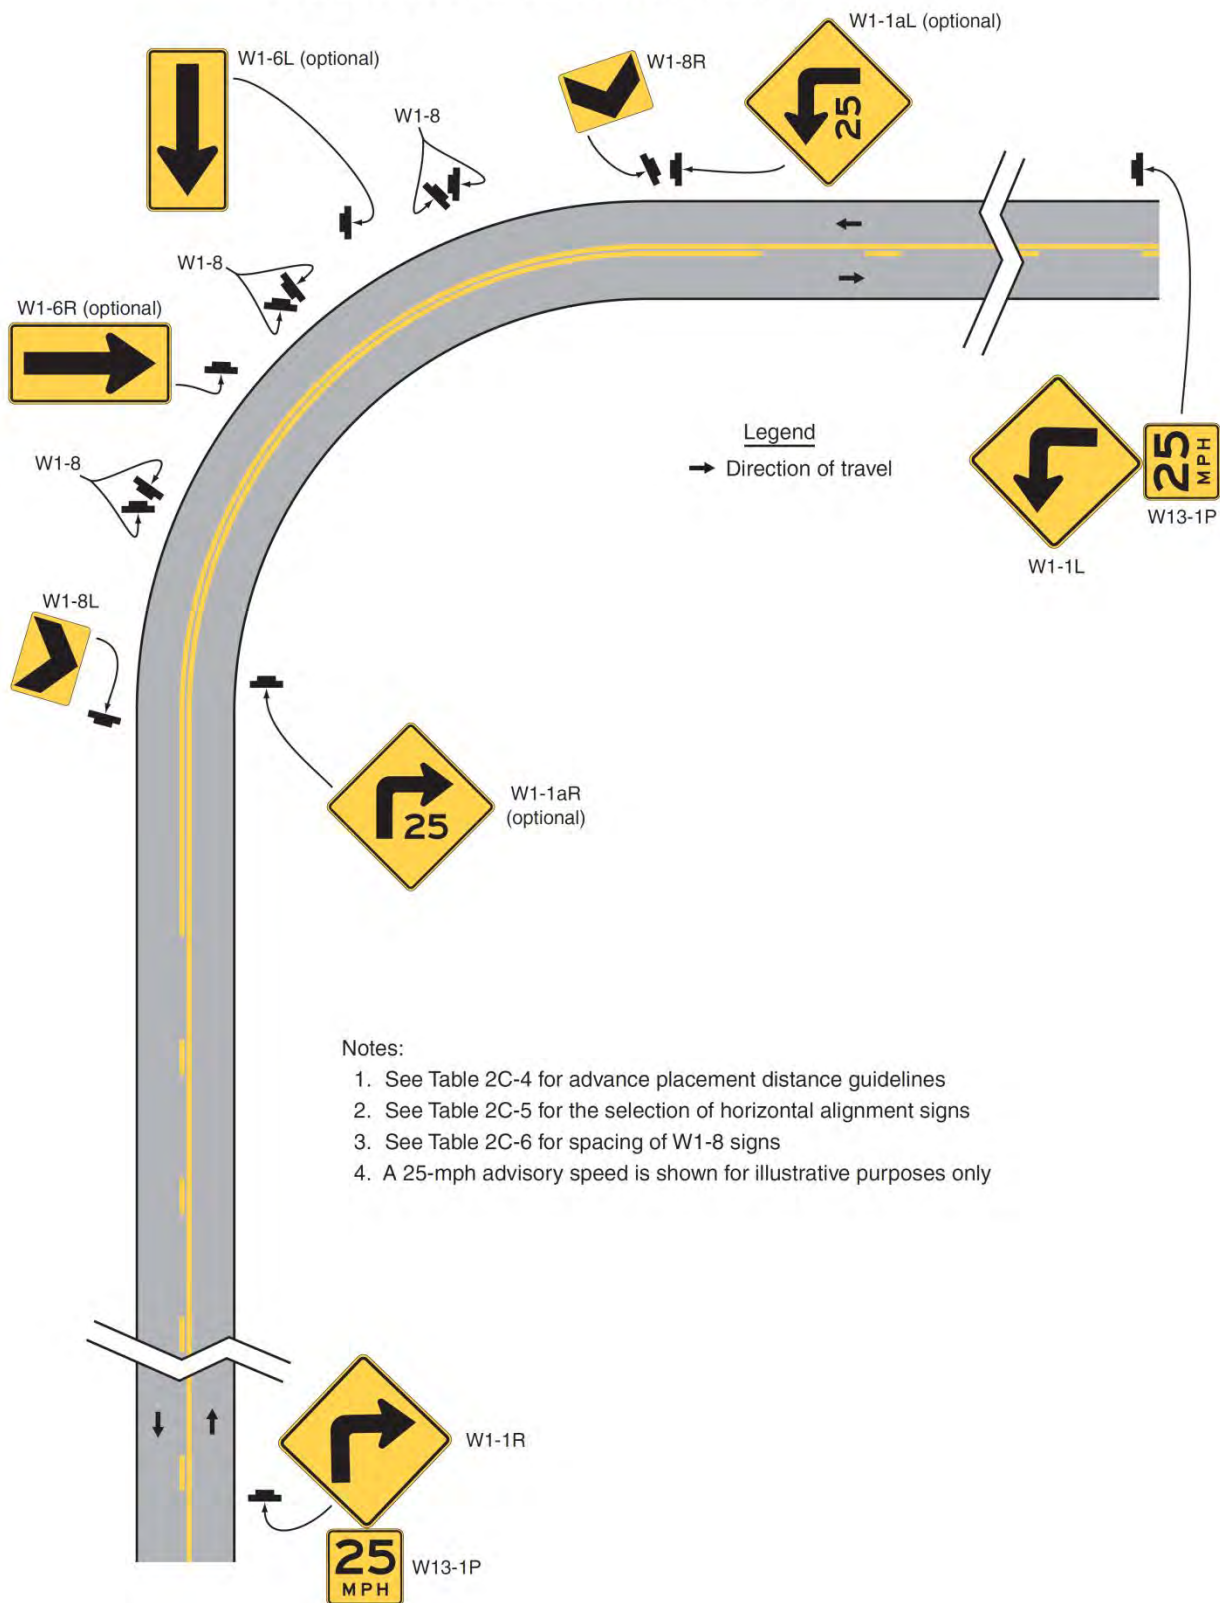 W1-1aL (optional)
W1-6L (optional)
W1-8R
W1-8
25
W1-8
W1-6R (optional)
Legend
Direction of travel
W1-8
25
MPH
W13-1P
W1-1L
W1-8L
W1-1aR
(optional)
25
Notes:
1. See Table 2C-4 for advance placement distance guidelines
2. See Table 2C-5 for the selection of horizontal alignment signs
3. See Table 2C-6 for spacing of W1-8 signs
4. A 25-mph advisory speed is shown for illustrative purposes only
W1-1R
25
MPH
W13-1P